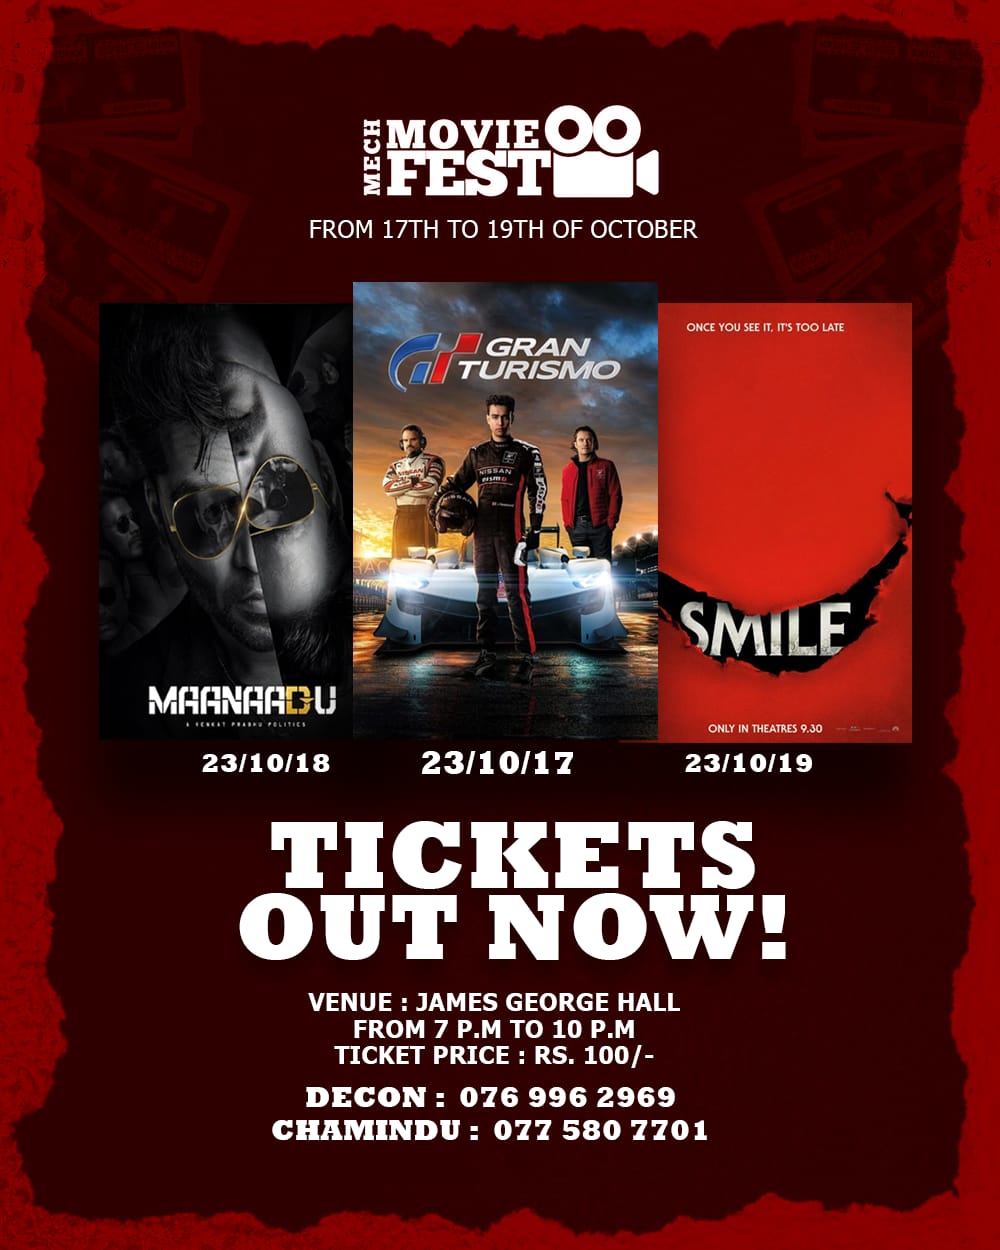 MECH
MOVIE
FEST
FROM 17TH TO 19TH OF OCTOBER
MAANAADU
A VENKAT PRABHU POLITICS
23/10/18
GRAN
TURISMO
NISSAN
NISSAN
nismo
23/10/17
ONCE YOU SEE IT, IT'S TOO LATE
SMILE
ONLY IN THEATRES 9.30
23/10/19
TICKETS
OUT NOW!
VENUE : JAMES GEORGE HALL
FROM 7 P.M TO 10 P.M
TICKET PRICE : RS. 100/-
DECON : 076 996 2969
CHAMINDU : 077 580 7701